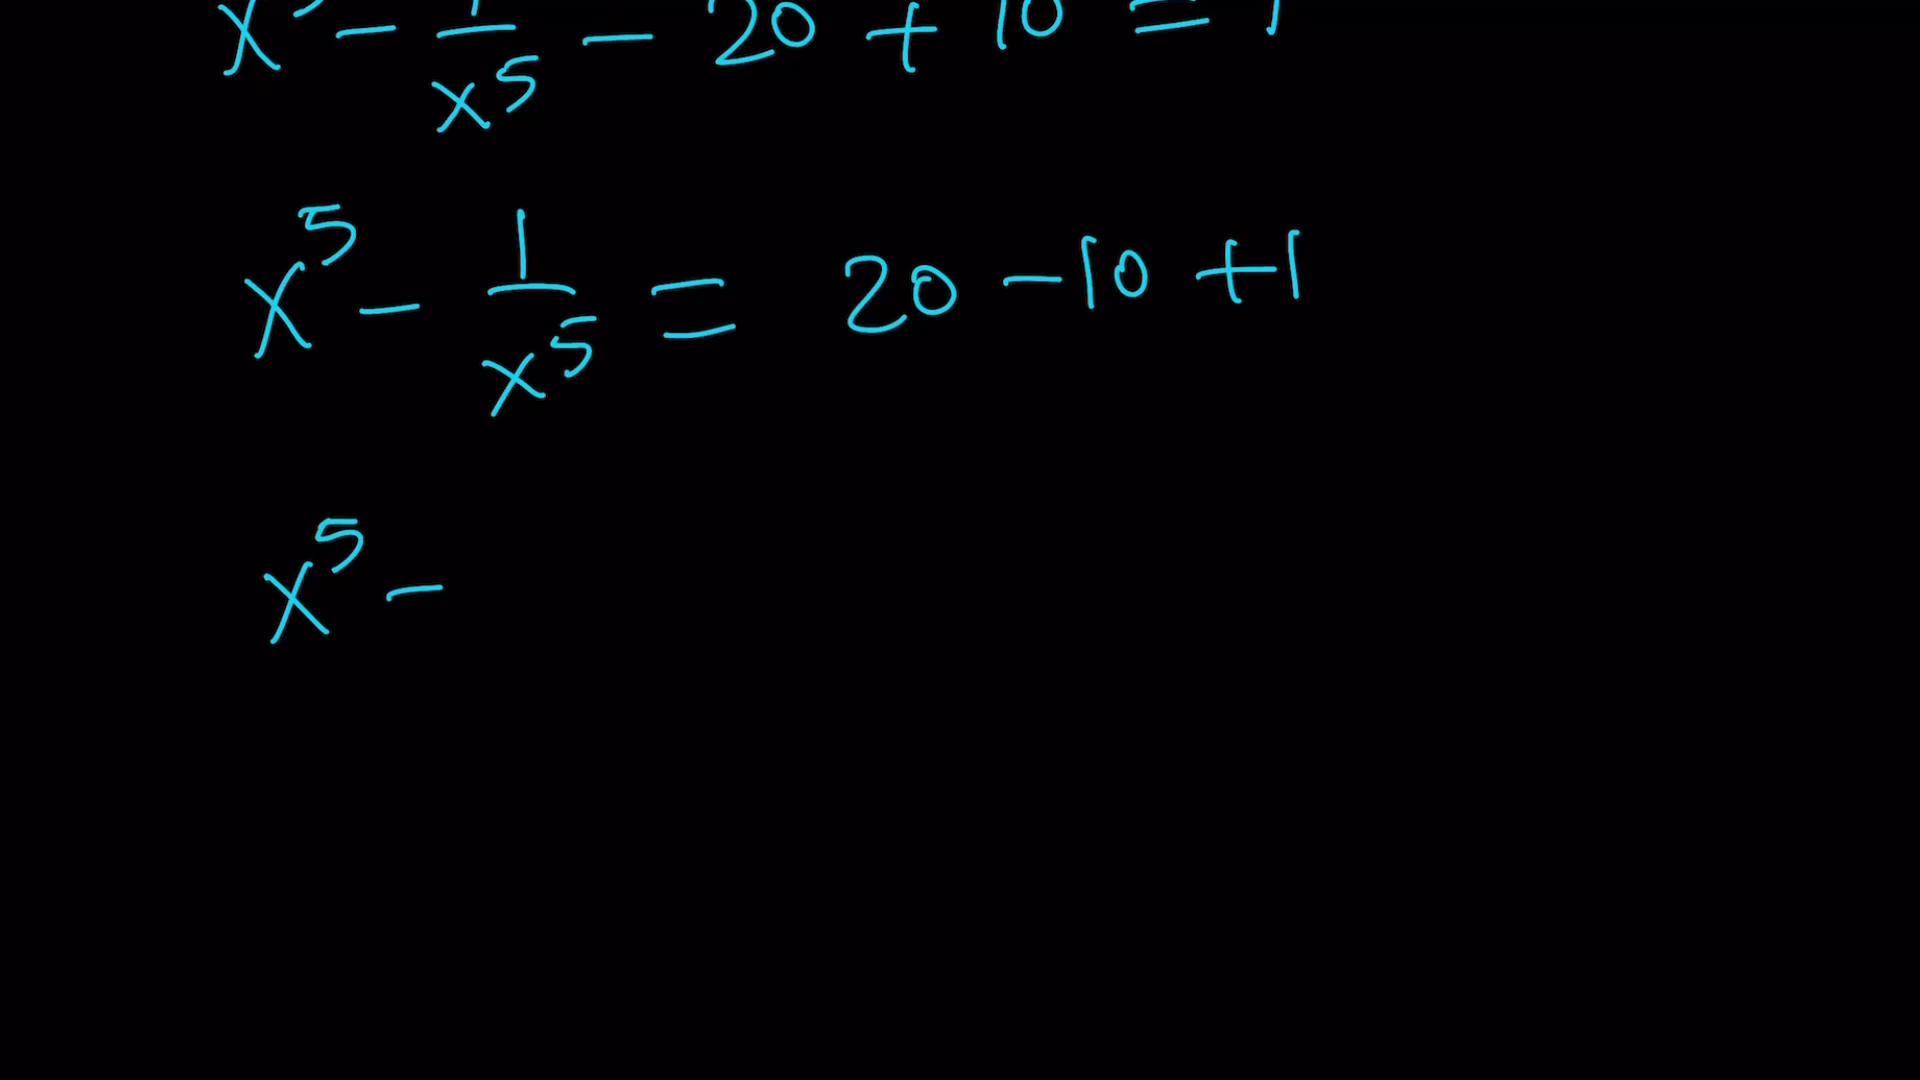 x⁵ - 1/x⁵ - 20 + 10 = 1
x⁵ - 1/x⁵ = 20 - 10 + 1
x⁵ -